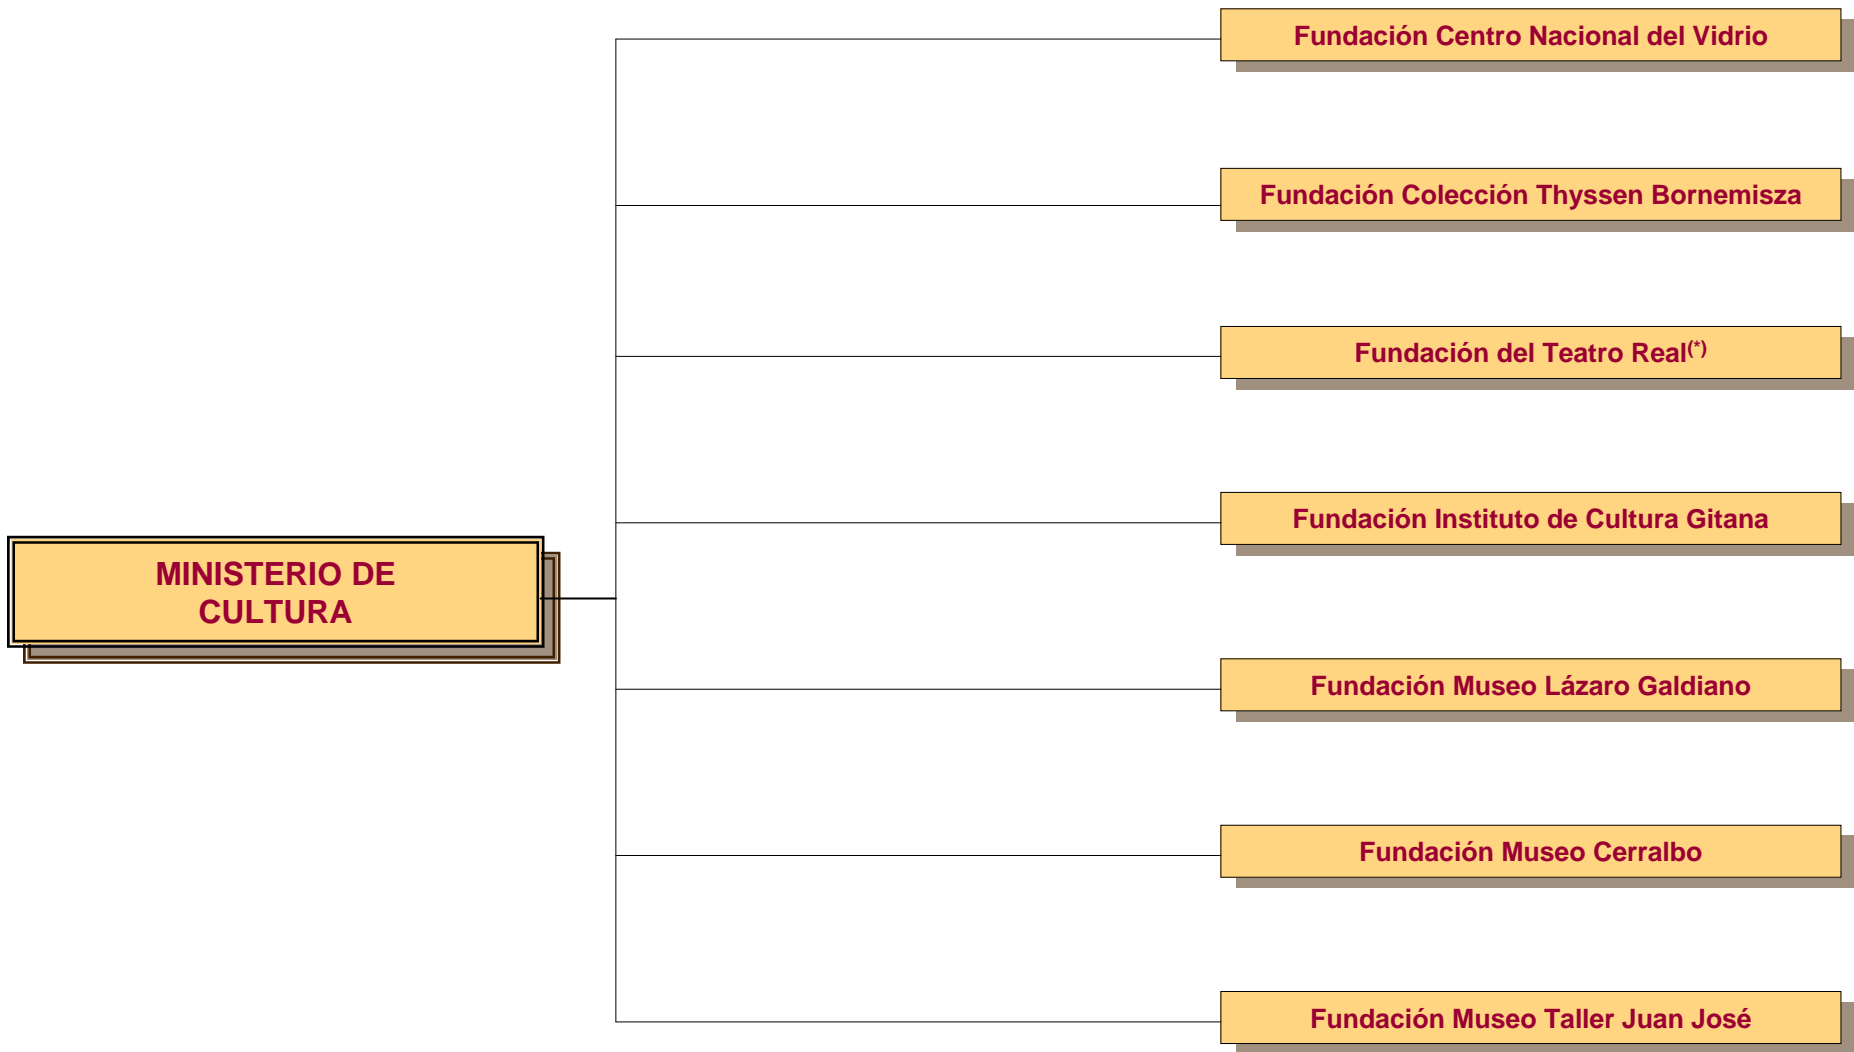 Fundación Centro Nacional del Vidrio
Fundación Colección Thyssen Bornemisza
Fundación del Teatro Real(*)
Fundación Instituto de Cultura Gitana
MINISTERIO DE
CULTURA
Fundación Museo Lázaro Galdiano
Fundación Museo Cerralbo
Fundación Museo Taller Juan José